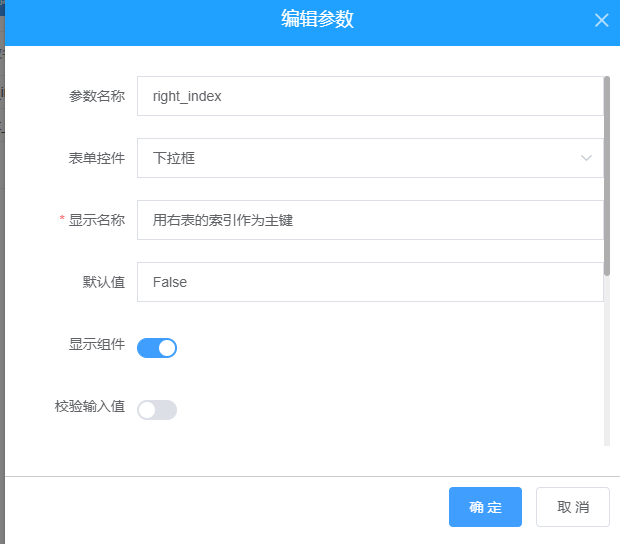 编辑参数
参数名称 right_index
表单控件 下拉框
* 显示名称 用右表的索引作为主键
默认值 False
显示组件
校验输入值
确 定 取 消